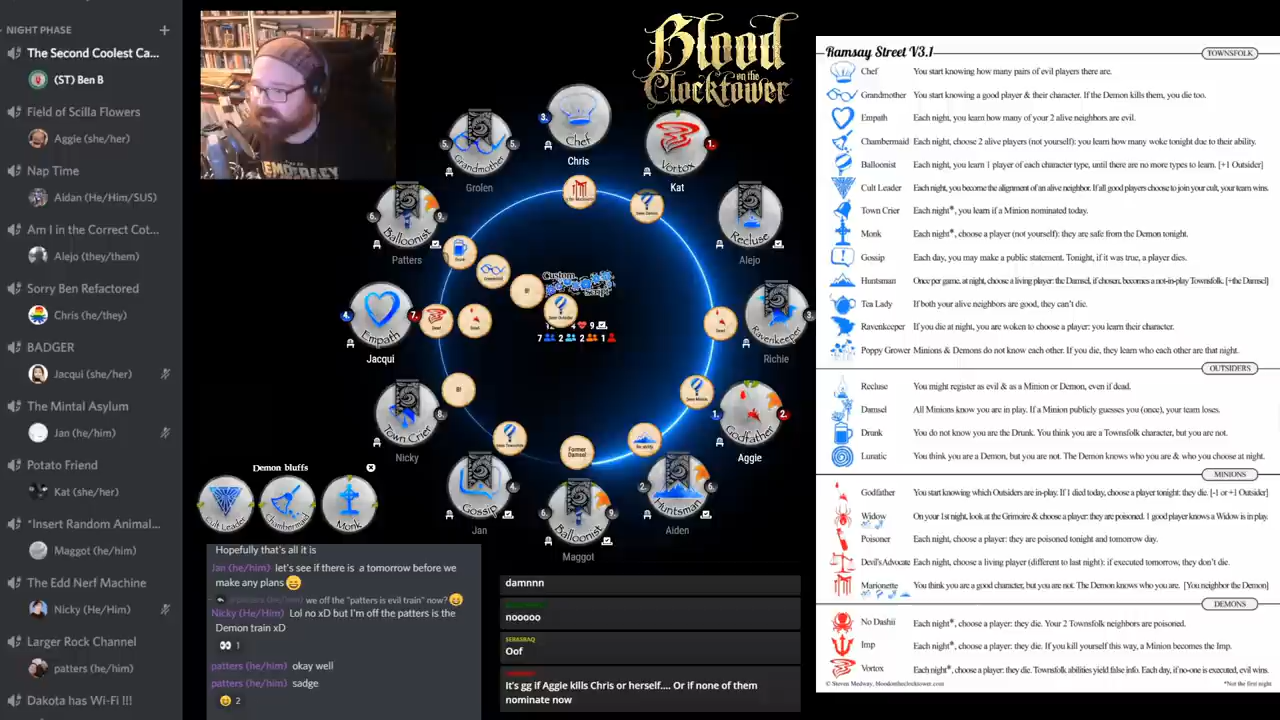 NIGHT PHASE
The Second Coolest Ca...
(ST) Ben B
Field of Scilla Flowers
Aggie(she/her)
Aidan (He/Him/SUS)
Am I in the Correct Cot...
Alejo (they/them)
Sorryden Refactored
Chris (he/they)
ADGER
Jacqui (she/her)
The Mintal Asylum
Jan (he/him)
Potato Friend
Kat (she/her)
*Insert Random Animal...
Maggot (he/him)
The Edd Nerf Machine
Nicky (He/Him)
Larger Rock Channel
patters (he/him)
Blood
on the
Clocktower
Chef
Chris
Grandmother
Grolen
Vortox
Kat
Balloonist
Patters
Recluse
Alejo
Empath
Jacqui
Ravenkeeper
Richie
Town Crier
Nicky
Godfather
Aggie
Gossip
Jan
Balloonist
Maggot
Huntsman
Aiden
Former
Damsel
Custom
Script
9
7 2 2 1
Demon bluffs
Cult Leader
Chambermaid
Monk
Hopefully that's all it is
Jan (he/him) let's see if there is a tomorrow before we
make any plans😄
we off the "patters is evil train" now?
Nicky (He/Him) Lol no xD but I'm off the patters is the
Demon train xD
👀 1
patters (he/him) okay well
patters (he/him) sadge
2
damnnn
nooooo
Oof
It's gg if Aggie kills Chris or herself.... Or If none of them
nominate now
Ramsay Street V3.1
TOWNSFOLK
Chef You start knowing how many pairs of evil players there are.
Grandmother You start knowing a good player & their character. If the Demon kills them, you die too.
Empath Each night, you learn how many of your 2 alive neighbors are evil.
Chambermaid Each night, choose 2 alive players (not yourself): you learn how many woke tonight due to their ability.
Balloonist Each night, you learn 1 player of each character type, until there are no more types to learn. [+1 Outsider]
Cult Leader Each night, you become the alignment of an alive neighbor. If all good players choose to join your cult, your team wins.
Town Crier Each night*, you learn if a Minion nominated today.
Monk Each night*, choose a player (not yourself): they are safe from the Demon tonight.
Gossip Each day, you may make a public statement. Tonight, if it was true, a player dies.
Huntsman Once per game, at night, choose a living player: the Damsel, if chosen, becomes a not-in-play Townsfolk. [+the Damsel]
Tea Lady If both your alive neighbors are good, they can't die.
Ravenkeeper If you die at night, you are woken to choose a player: you learn their character.
Poppy Grower Minions & Demons do not know each other. If you die, they learn who each other are that night.
OUTSIDERS
Recluse You might register as evil & as a Minion or Demon, even if dead.
Damsel All Minions know you are in play. If a Minion publicly guesses you (once), your team loses.
Drunk You do not know you are the Drunk. You think you are a Townsfolk character, but you are not.
Lunatic You think you are a Demon, but you are not. The Demon knows who you are & who you choose at night.
MINIONS
Godfather You start knowing which Outsiders are in-play. If 1 died today, choose a player tonight: they die. [-1 or +1 Outsider]
Widow On your 1st night, look at the Grimoire & choose a player: they are poisoned. 1 good player knows a Widow is in play.
Poisoner Each night, choose a player: they are poisoned tonight and tomorrow day.
Devil's Advocate Each night, choose a living player (different to last night): if executed tomorrow, they don't die.
Marionette You think you are a good character, but you are not. The Demon knows who you are. [You neighbor the Demon]
DEMONS
No Dashii Each night*, choose a player: they die. Your 2 Townsfolk neighbors are poisoned.
Imp Each night*, choose a player: they die. If you kill yourself this way, a Minion becomes the Imp.
Vortox Each night*, choose a player: they die. Townsfolk abilities yield false info. Each day, if no-one is executed, evil wins.
© Steven Medway, bloodontheclocktower.com
*Not the first night